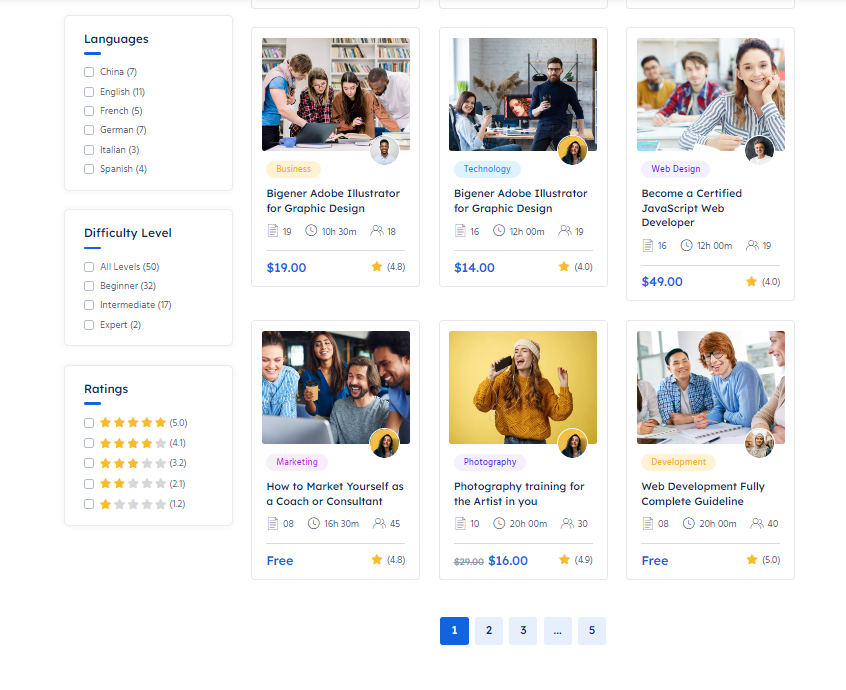 Languages
China (7)
English (11)
French (5)
German (7)
Italian (3)
Spanish (4)
Difficulty Level
All Levels (50)
Beginner (32)
Intermediate (17)
Expert (2)
Ratings
(5.0)
(4.1)
(3.2)
(2.1)
(1.2)
Business
Bigener Adobe Illustrator
for Graphic Design
19 10h 30m 18
$19.00 (4.8)
Technology
Bigener Adobe Illustrator
for Graphic Design
16 12h 00m 19
$14.00 (4.0)
Web Design
Become a Certified
JavaScript Web
Developer
16 12h 00m 19
$49.00 (4.0)
Marketing
How to Market Yourself as
a Coach or Consultant
08 16h 30m 45
Free (4.8)
Photography
Photography training for
the Artist in you
10 20h 00m 30
$29.00 $16.00 (4.9)
Development
Web Development Fully
Complete Guideline
08 20h 00m 40
Free (5.0)
1 2 3 ... 5